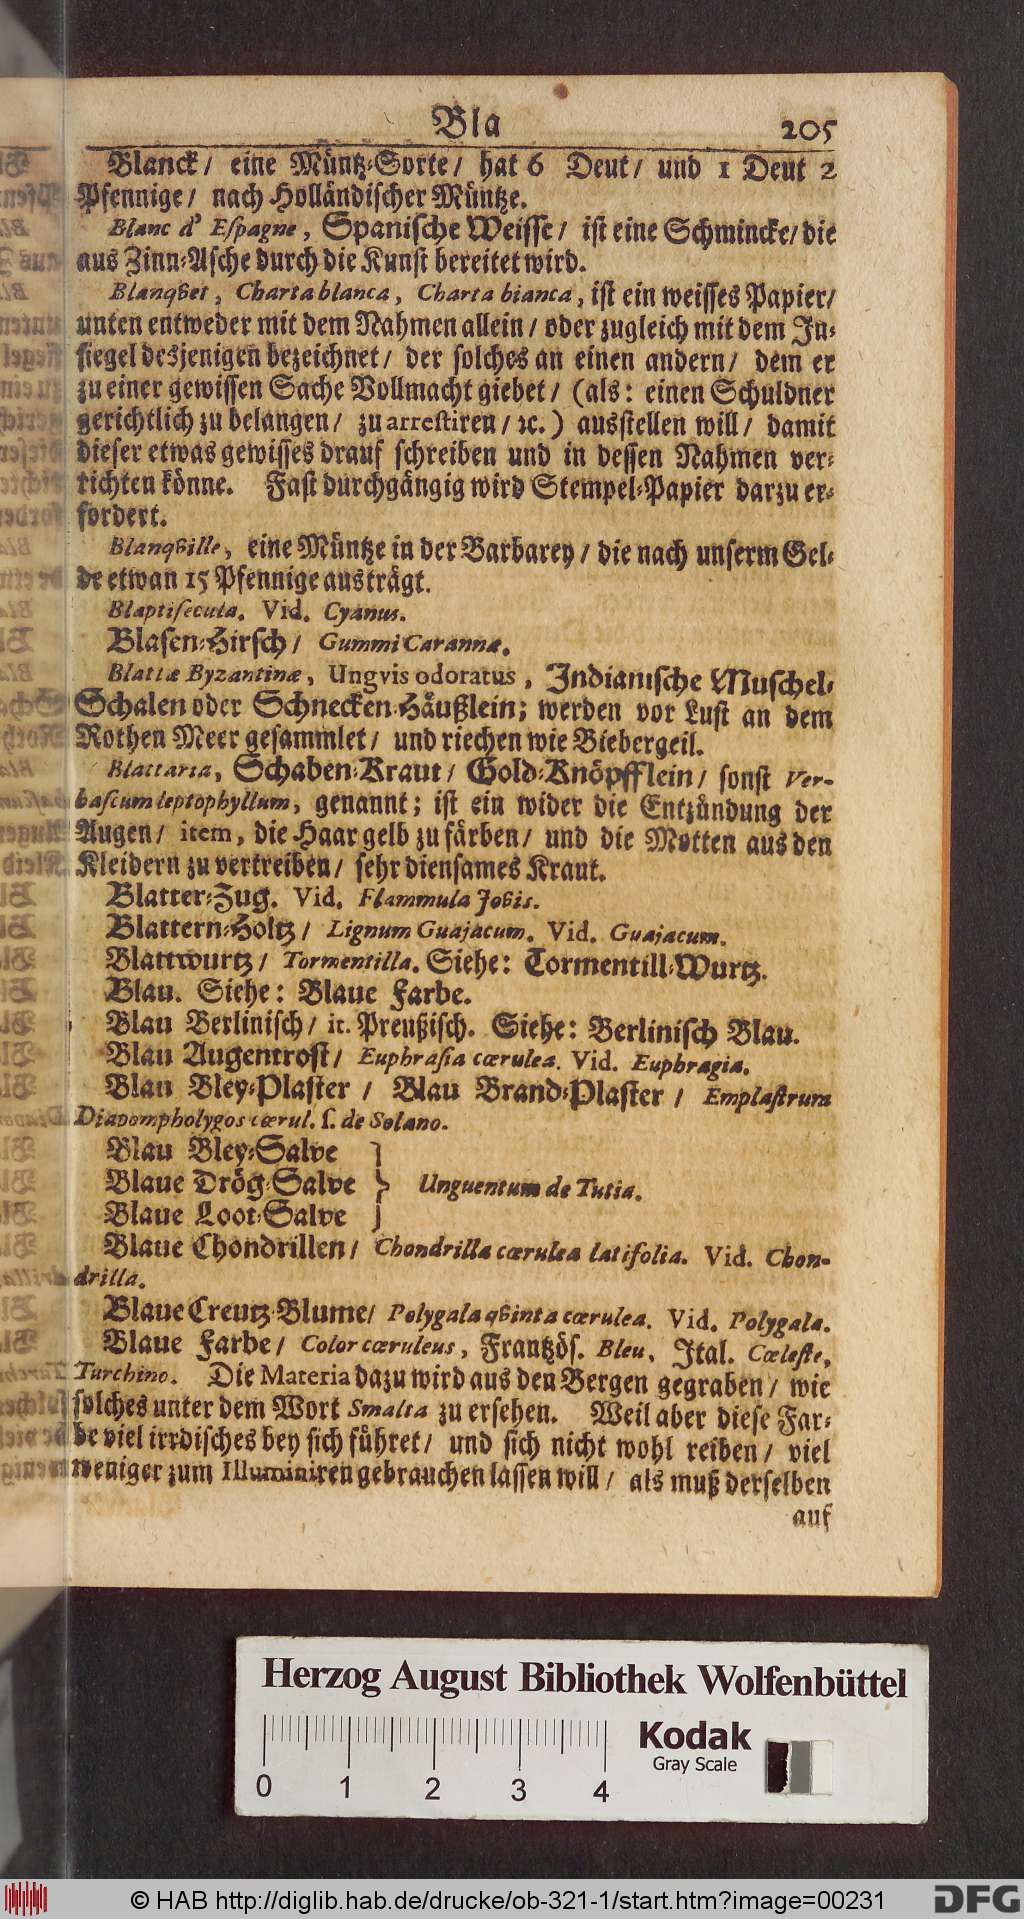 Bla 205
Blanck/ eine Müntz-Sorte/ hat 6 Deut/ und 1 Deut 2
Pfennige/ nach Holländischer Müntze.
Blanc d' Espagne, Spanische Weisse/ ist eine Schmincke/ die
aus Zinn-Asche durch die Kunst bereitet wird.
Blanqvet, Charta blanca, Charta bianca, ist ein weisses Papier/
unten entweder mit dem Nahmen allein/ oder zugleich mit dem In-
siegel desjenigen bezeichnet/ der solches an einen andern/ dem er
zu einer gewissen Sache Vollmacht giebet/ (als: einen Schuldner
gerichtlich zu belangen/ zu arrestiren/ ꝛc.) ausstellen will/ damit
dieser etwas gewisses drauf schreiben und in dessen Nahmen ver-
richten könne. Fast durchgängig wird Stempel-Papier darzu er-
fordert.
Blanqville, eine Müntze in der Barbarey/ die nach unserm Gel-
de etwan 15 Pfennige austrägt.
Blaptisecula. Vid. Cyanus.
Blasen-Hirsch/ Gummi Carannæ.
Blattæ Byzantinæ, Ungvis odoratus, Indianische Muschel-
Schalen oder Schnecken-Häußlein; werden vor Lust an dem
Rothen Meer gesammlet/ und riechen wie Biebergeil.
Blattaria, Schaben-Kraut/ Gold-Knöpfflein/ sonst Ver-
bascum leptophyllum, genannt; ist ein wider die Entzündung der
Augen/ item, die Haar gelb zu färben/ und die Motten aus den
Kleidern zu vertreiben/ sehr diensames Kraut.
Blatter-Zug. Vid. Flammula Jovis.
Blattern-Holtz/ Lignum Guajacum. Vid. Guajacum.
Blattwurtz/ Tormentilla. Siehe: Tormentill-Wurtz.
Blau. Siehe: Blaue Farbe.
Blau Berlinisch/ it. Preußisch. Siehe: Berlinisch Blau.
Blau Augentrost/ Euphrasia cœrulea. Vid. Euphragia.
Blau Bley-Plaster / Blau Brand-Plaster / Emplastrum
Diapompholygos cœrul. s. de Solano.
Blau Bley-Salve
Blaue Drög-Salve } Unguentum de Tutia.
Blaue Loot-Salve
Blaue Chondrillen/ Chondrilla cœrulea latifolia. Vid. Chon-
drilla.
Blaue Creutz-Blume/ Polygala qvinta cœrulea. Vid. Polygala.
Blaue Farbe/ Color cœruleus, Frantzös. Bleu, Ital. Cœleste,
Turchino. Die Materia dazu wird aus den Bergen gegraben/ wie
solches unter dem Wort Smalta zu ersehen. Weil aber diese Far-
be viel irrdisches bey sich führet/ und sich nicht wohl reiben/ viel
weniger zum Illuminiren gebrauchen lassen will/ als muß derselben
auf
Herzog August Bibliothek Wolfenbüttel
Kodak
Gray Scale
0 1 2 3 4
© HAB http://diglib.hab.de/drucke/ob-321-1/start.htm?image=00231
DFG